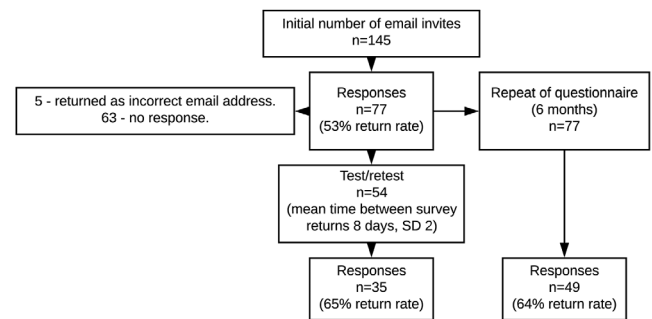 Initial number of email invites
n=145
5 - returned as incorrect email address.
63 - no response.
Responses
n=77
(53% return rate)
Repeat of questionnaire
(6 months)
n=77
Test/retest
n=54
(mean time between survey
returns 8 days, SD 2)
Responses
n=35
(65% return rate)
Responses
n=49
(64% return rate)